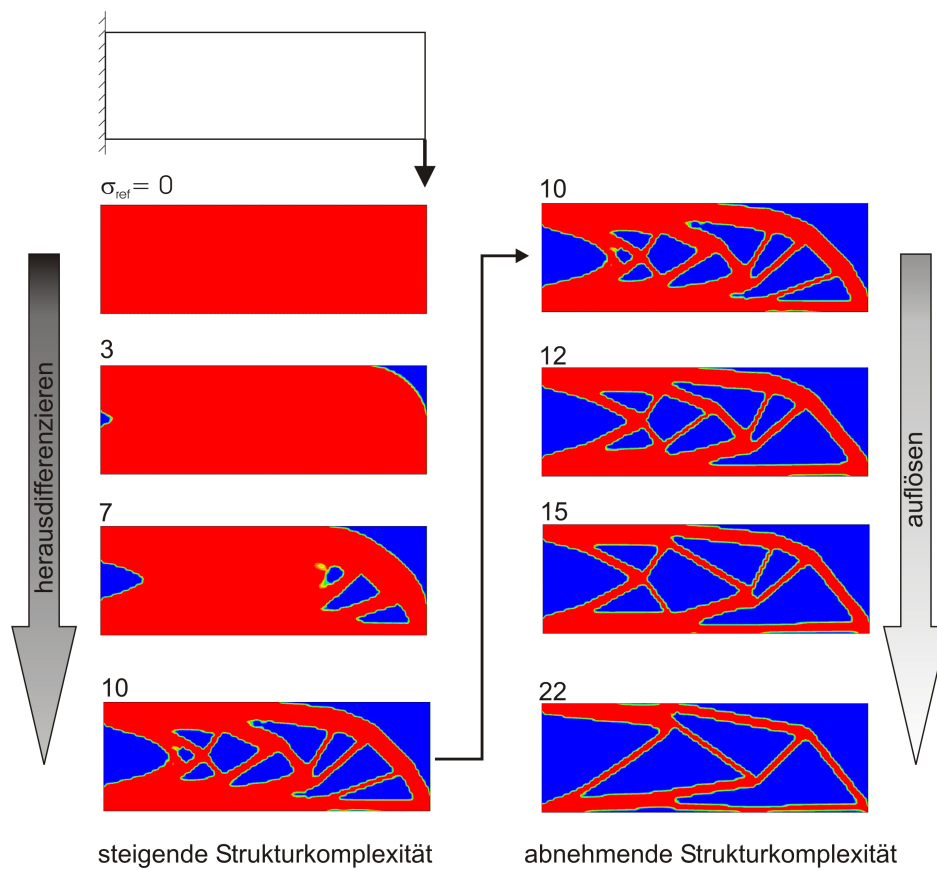 σref = 0
herausdifferenzieren
3
7
10
steigende Strukturkomplexität
10
12
15
22
auflösen
abnehmende Strukturkomplexität